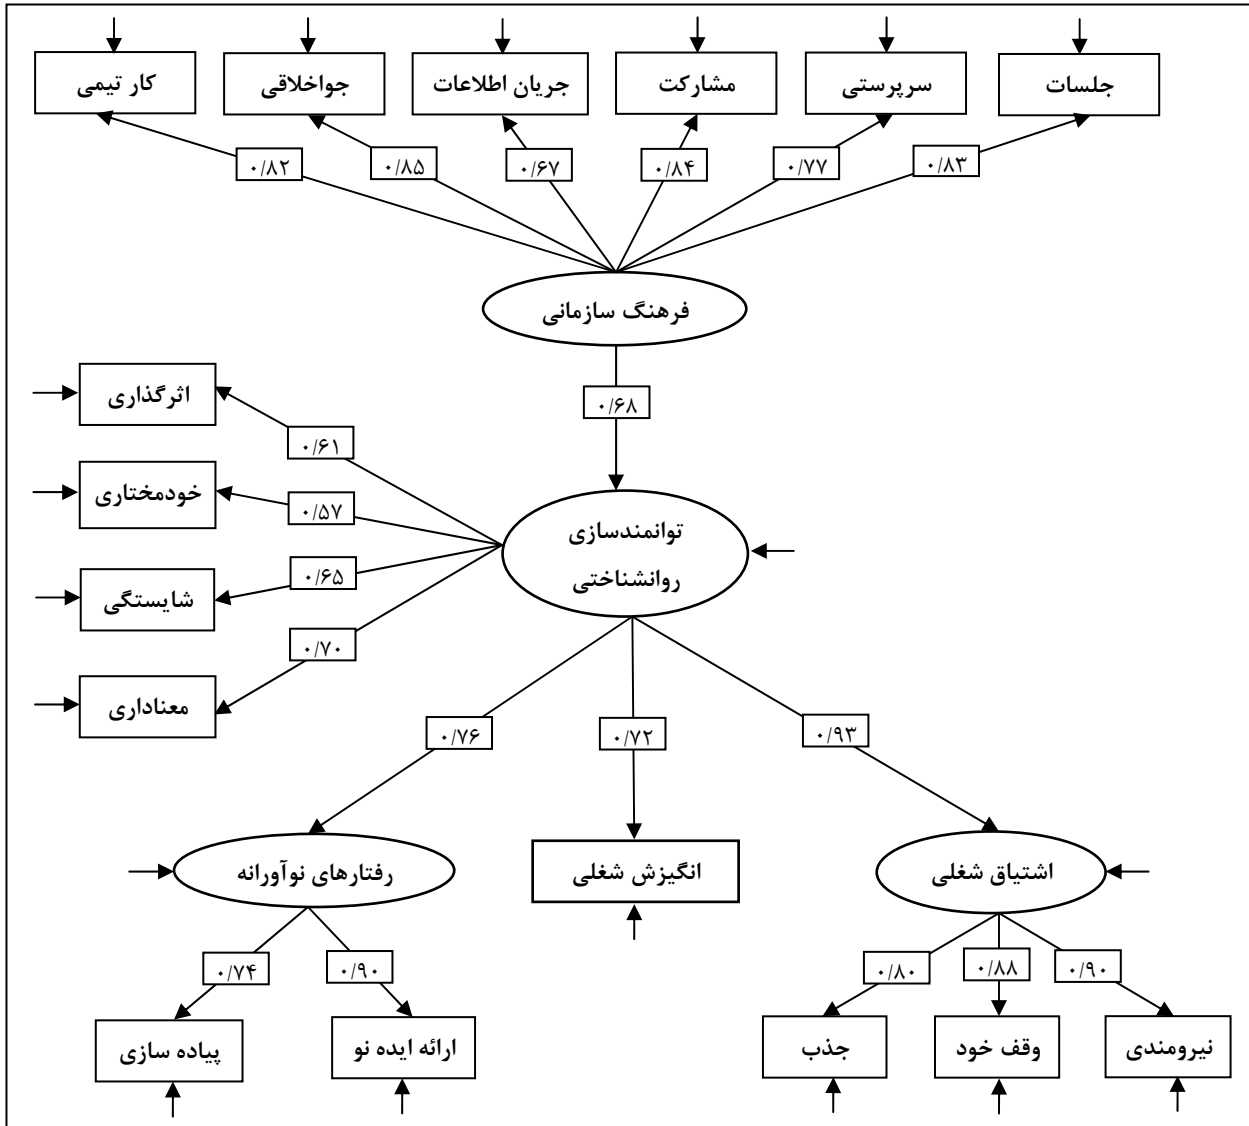 جلسات
سرپرستی
مشارکت
جریان اطلاعات
جواخلاقی
کار تیمی
۰/۸۳
۰/۷۷
۰/۸۴
۰/۶۷
۰/۸۵
۰/۸۲
فرهنگ سازمانی
۰/۶۸
اثرگذاری
۰/۶۱
خودمختاری
۰/۵۷
توانمندسازی
روانشناختی
شایستگی
۰/۶۵
معناداری
۰/۷۰
۰/۹۳
۰/۷۲
۰/۷۶
اشتیاق شغلی
انگیزش شغلی
رفتارهای نوآورانه
۰/۹۰
۰/۸۸
۰/۸۰
۰/۹۰
۰/۷۴
نیرومندی
وقف خود
جذب
ارائه ایده نو
پیاده سازی